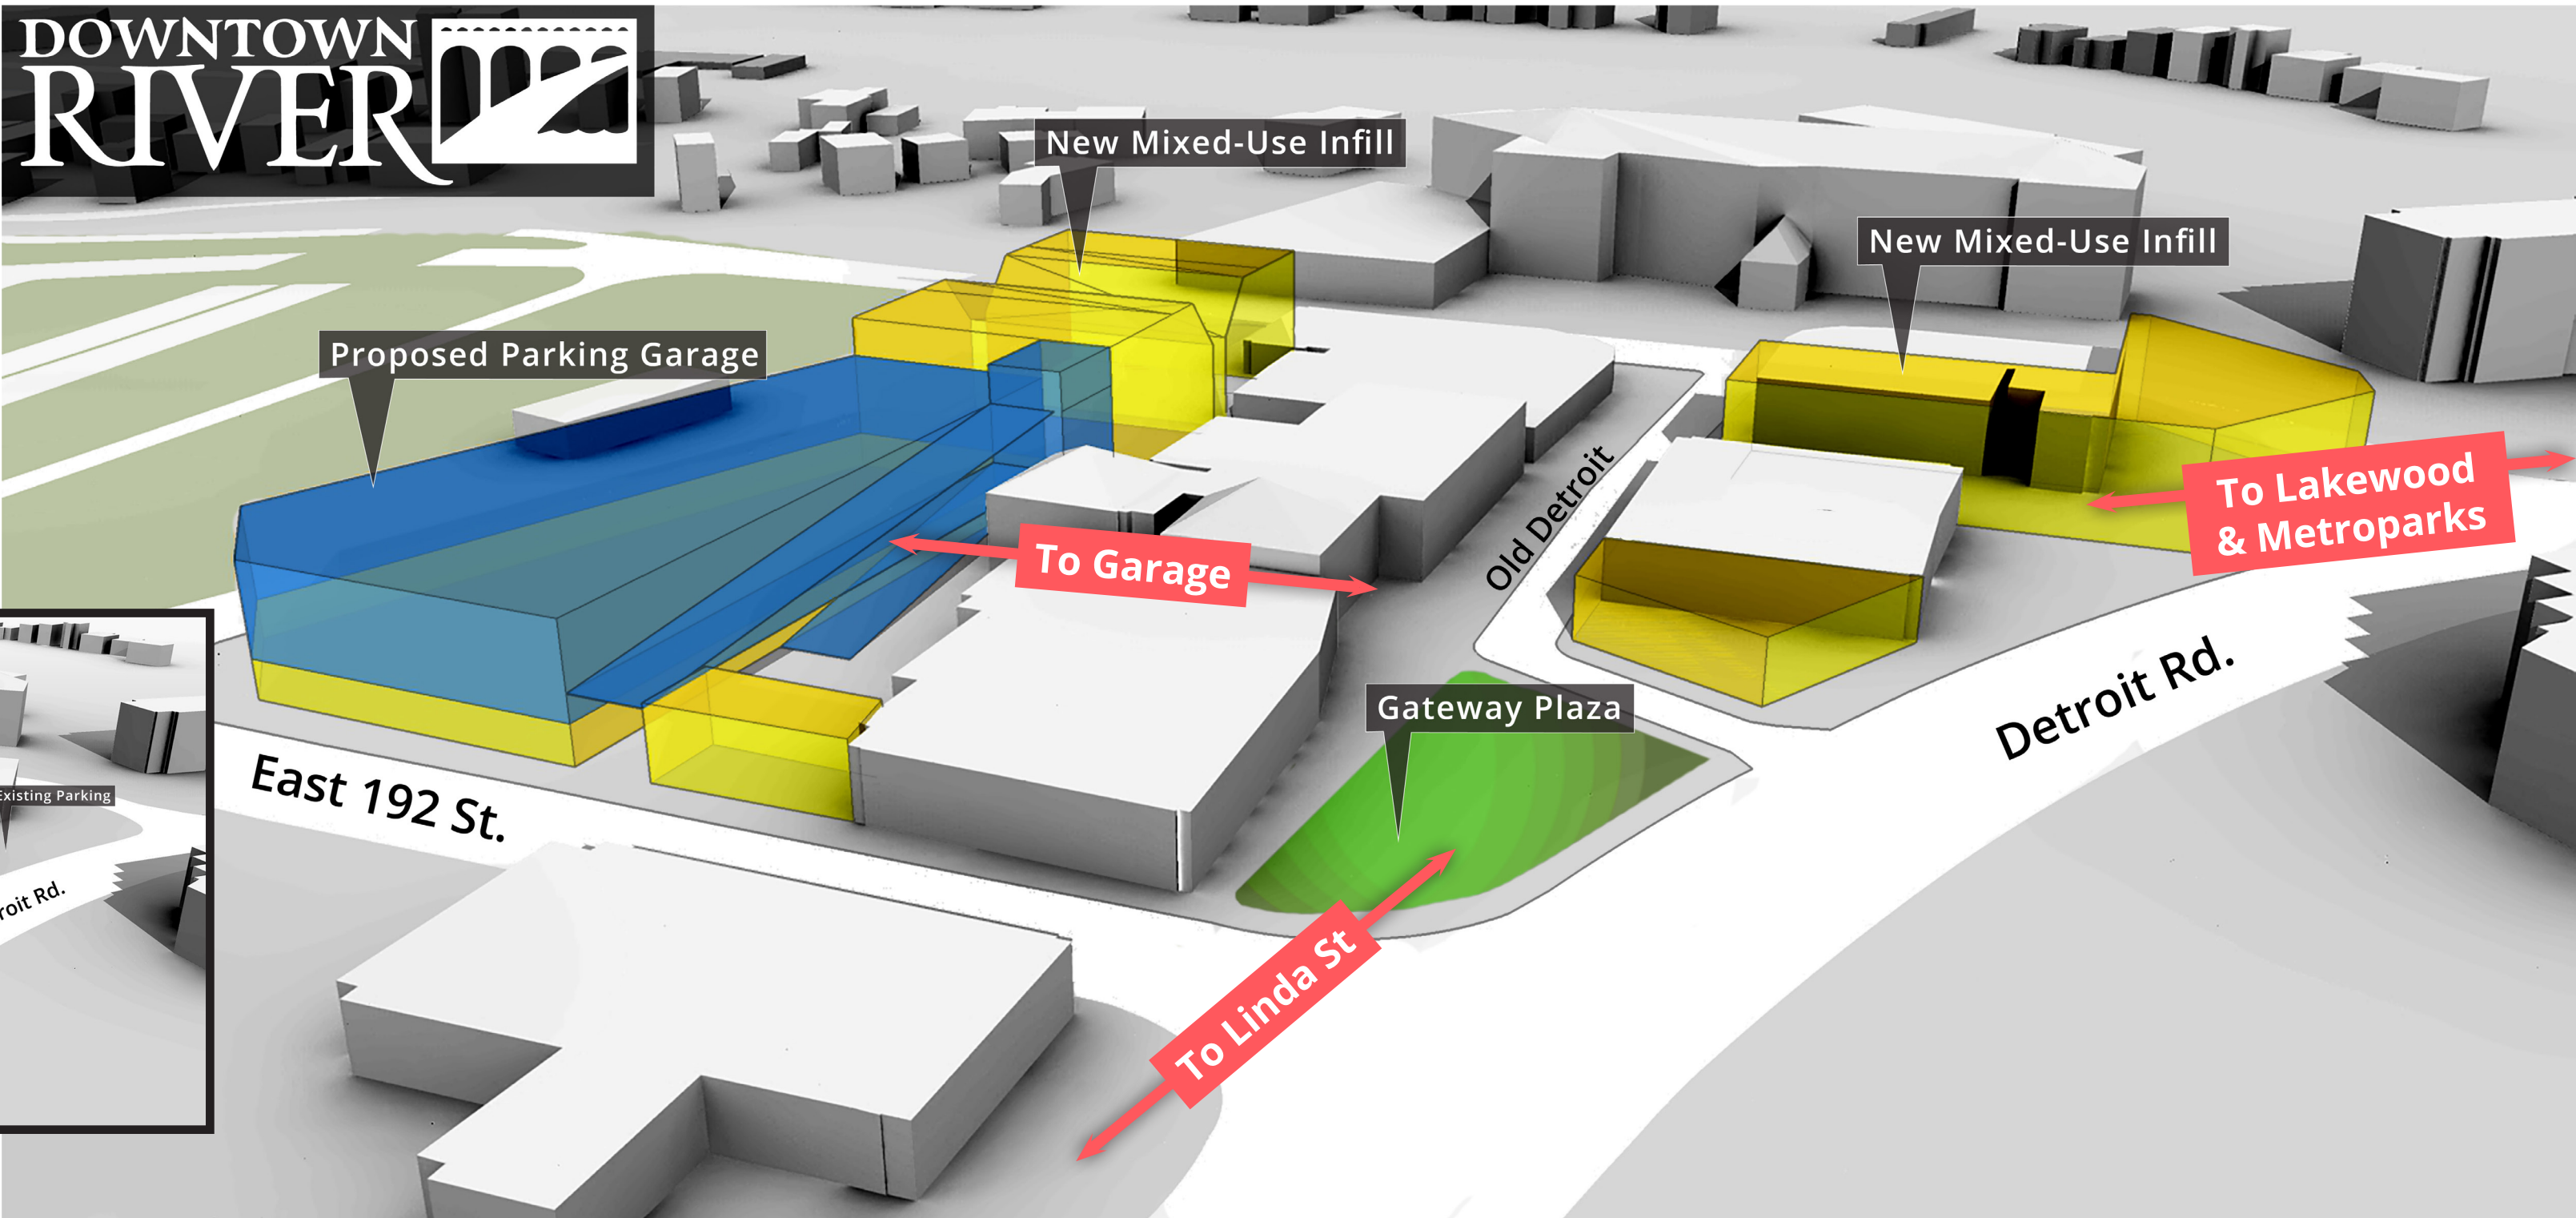 DOWNTOWN
RIVER
New Mixed-Use Infill
New Mixed-Use Infill
Proposed Parking Garage
Old Detroit
To Lakewood
& Metroparks
To Garage
Gateway Plaza
Detroit Rd.
East 192 St.
Existing Parking
roit Rd.
To Linda St